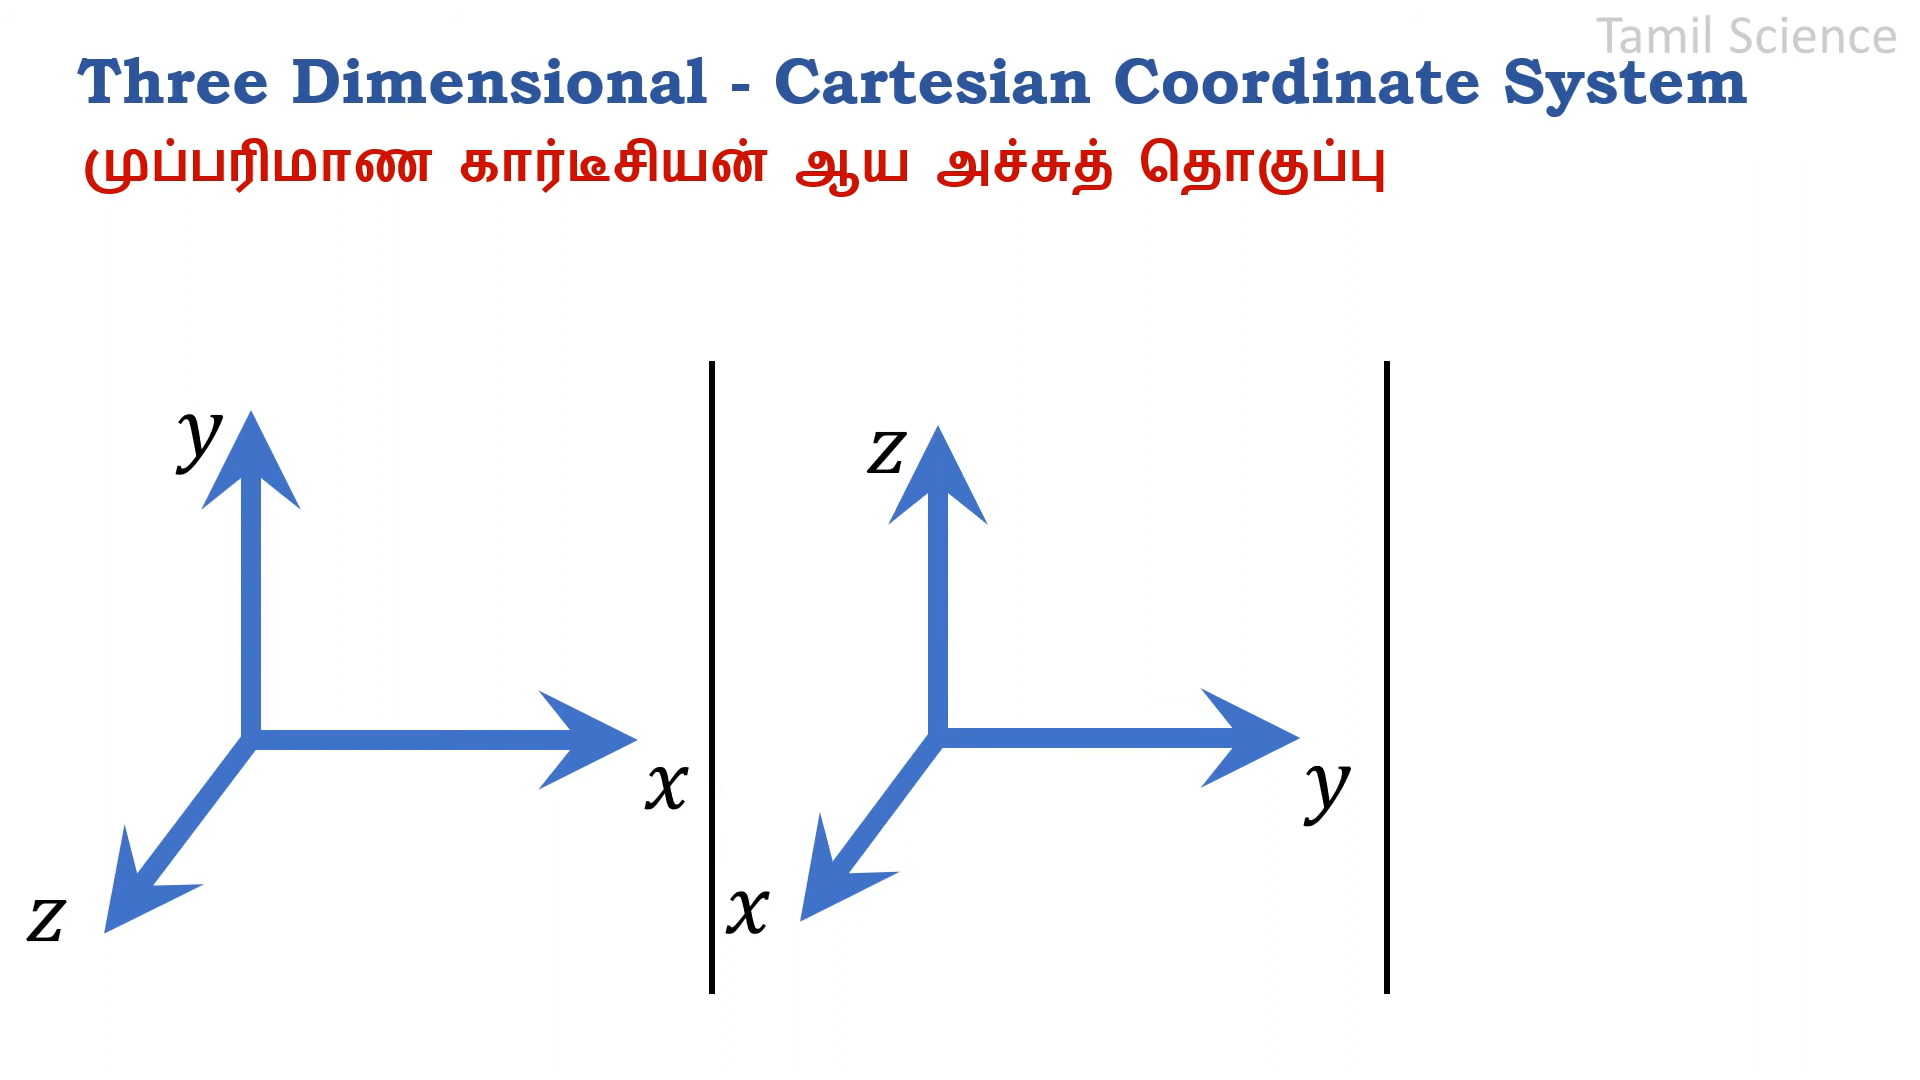 Tamil Science
Three Dimensional - Cartesian Coordinate System
முப்பரிமாண கார்டீசியன் ஆய அச்சுத் தொகுப்பு
y
x
z
z
y
x